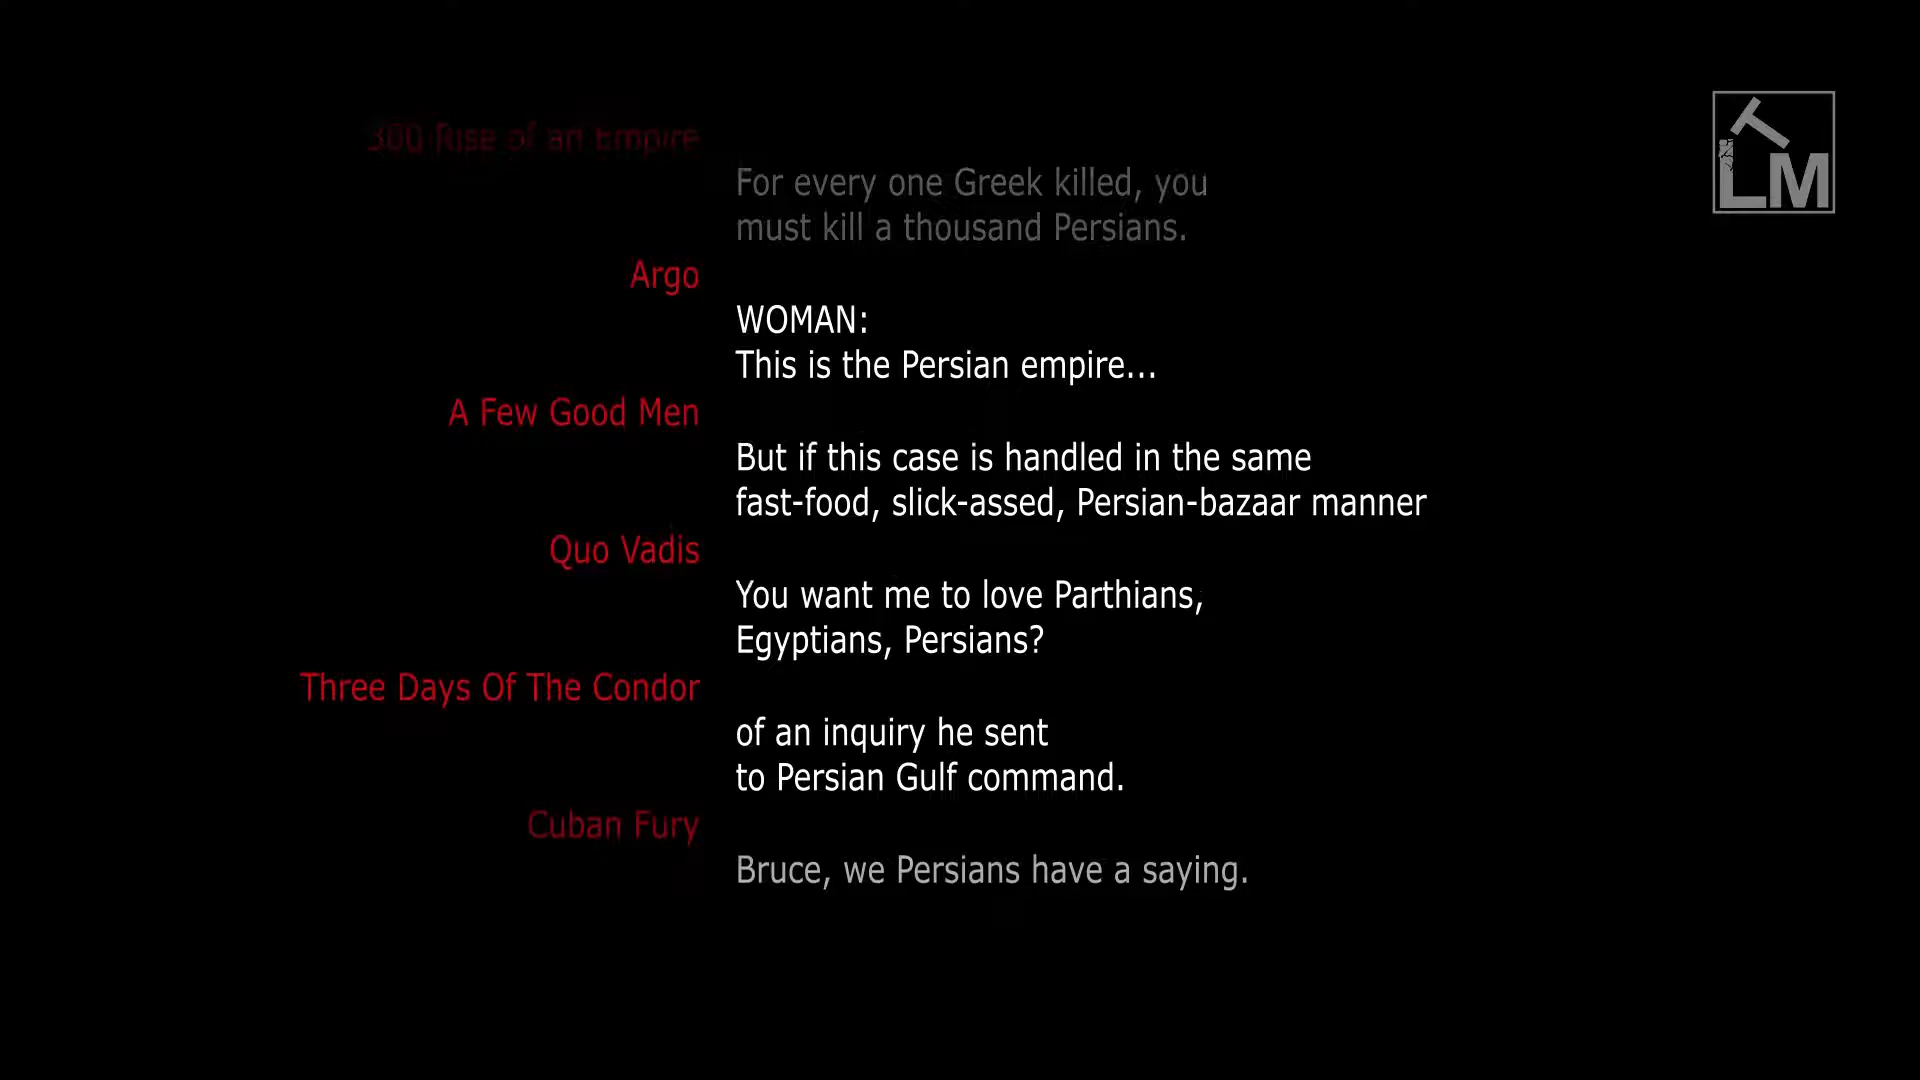 300 Rise of an Empire
For every one Greek killed, you
must kill a thousand Persians.
Argo
WOMAN:
This is the Persian empire...
A Few Good Men
But if this case is handled in the same
fast-food, slick-assed, Persian-bazaar manner
Quo Vadis
You want me to love Parthians,
Egyptians, Persians?
Three Days Of The Condor
of an inquiry he sent
to Persian Gulf command.
Cuban Fury
Bruce, we Persians have a saying.
TLM